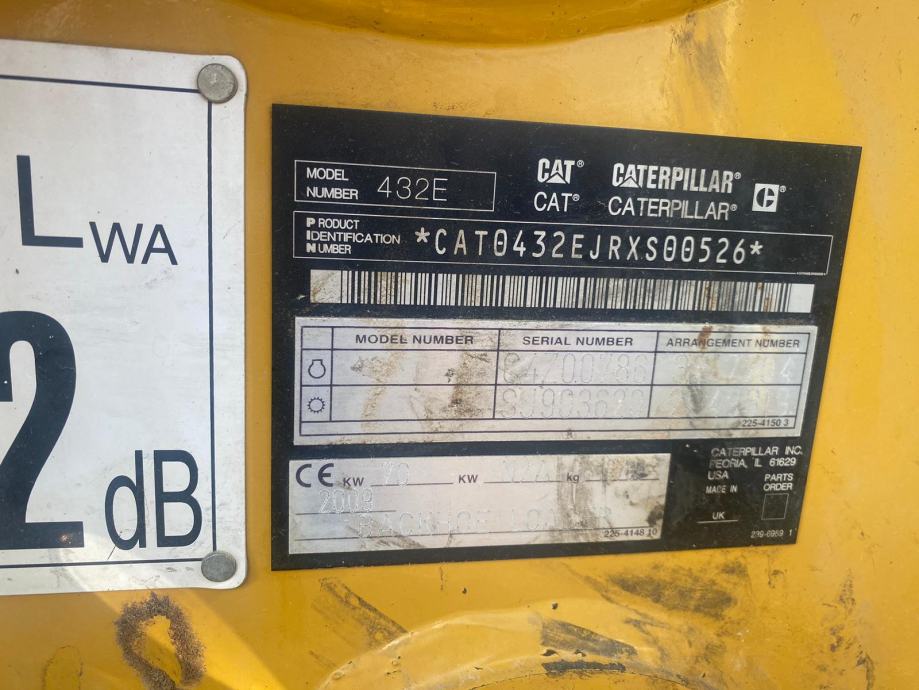 L WA
2 dB
MODEL NUMBER 432E
CAT® CATERPILLAR®
CAT® CATERPILLAR®
PRODUCT IDENTIFICATION NUMBER *CAT0432EJRXS00526*
MODEL NUMBER SERIAL NUMBER ARRANGEMENT NUMBER
225-4150 3
CE KW KW kg
2009
225-4148 10
CATERPILLAR INC.
PEORIA, IL 61629
USA
MADE IN
UK
PARTS
ORDER
239-6959 1